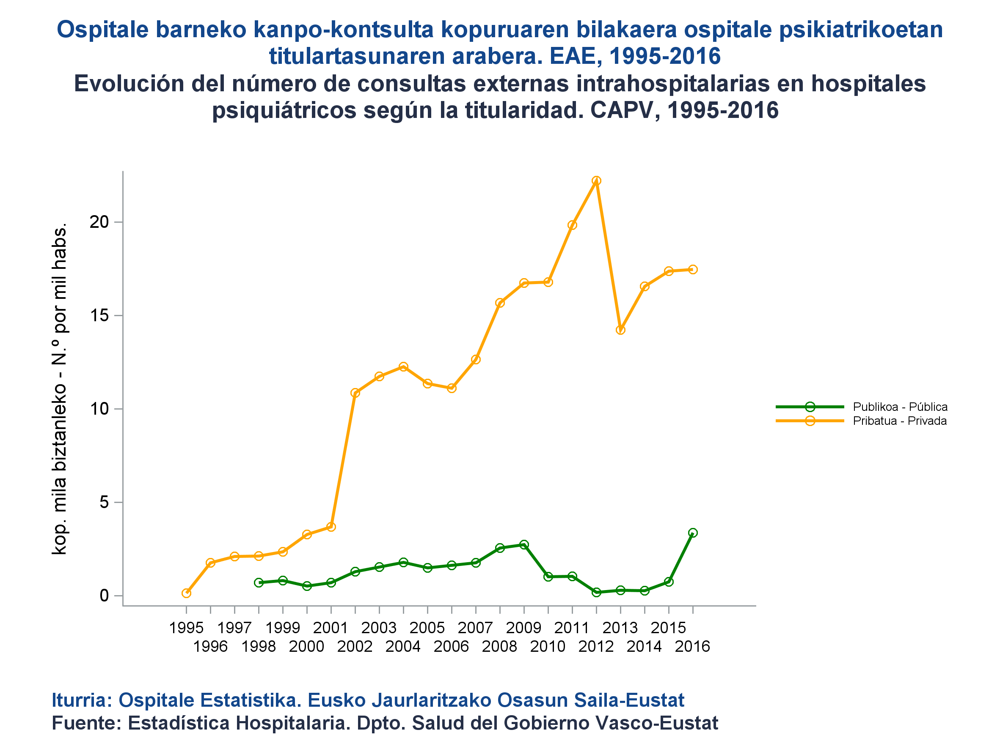 Ospitale barneko kanpo-kontsulta kopuruaren bilakaera ospitale psikiatrikoetan
titulartasunaren arabera. EAE, 1995-2016
Evolución del número de consultas externas intrahospitalarias en hospitales
psiquiátricos según la titularidad. CAPV, 1995-2016
kop. mila biztanleko - N.º por mil habs.
20
15
10
5
0
Publikoa - Pública
Pribatua - Privada
1995 1997 1999 2001 2003 2005 2007 2009 2011 2013 2015
1996 1998 2000 2002 2004 2006 2008 2010 2012 2014 2016
Iturria: Ospitale Estatistika. Eusko Jaurlaritzako Osasun Saila-Eustat
Fuente: Estadística Hospitalaria. Dpto. Salud del Gobierno Vasco-Eustat